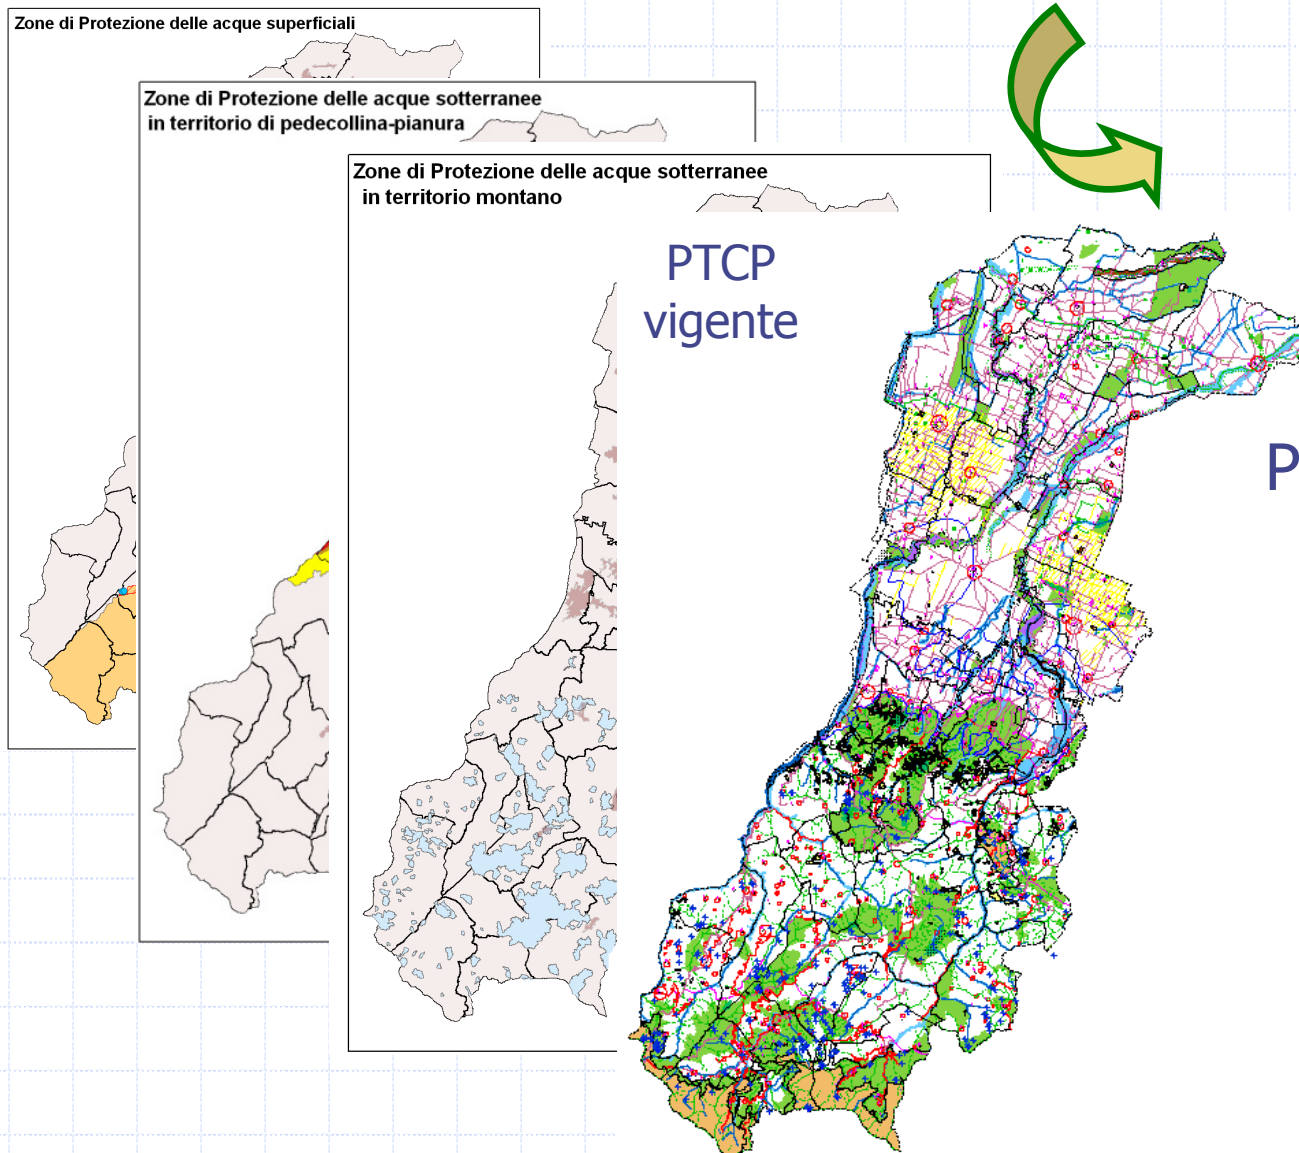 Zone di Protezione delle acque superficiali
Zone di Protezione delle acque sotterranee
in territorio di pedecollina-pianura
Zone di Protezione delle acque sotterranee
in territorio montano
PTCP
vigente
P